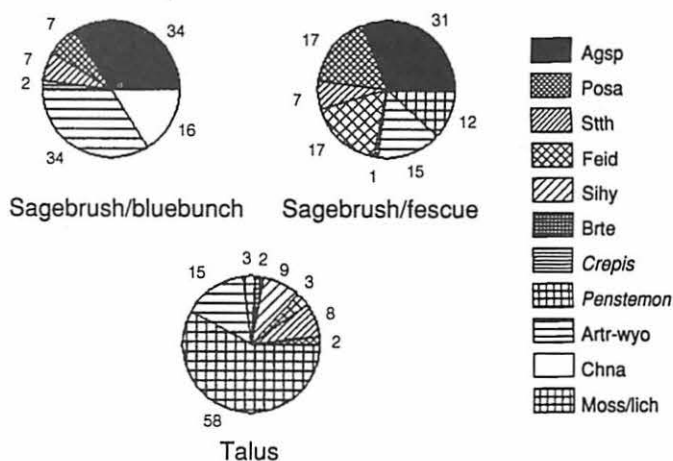 34
7
7
2
34
16
Sagebrush/bluebunch
31
17
7
17
1
15
12
Sagebrush/fescue
3
2
9
3
8
2
15
58
Talus
Agsp
Posa
Stth
Feid
Sihy
Brte
Crepis
Penstemon
Artr-wyo
Chna
Moss/lich